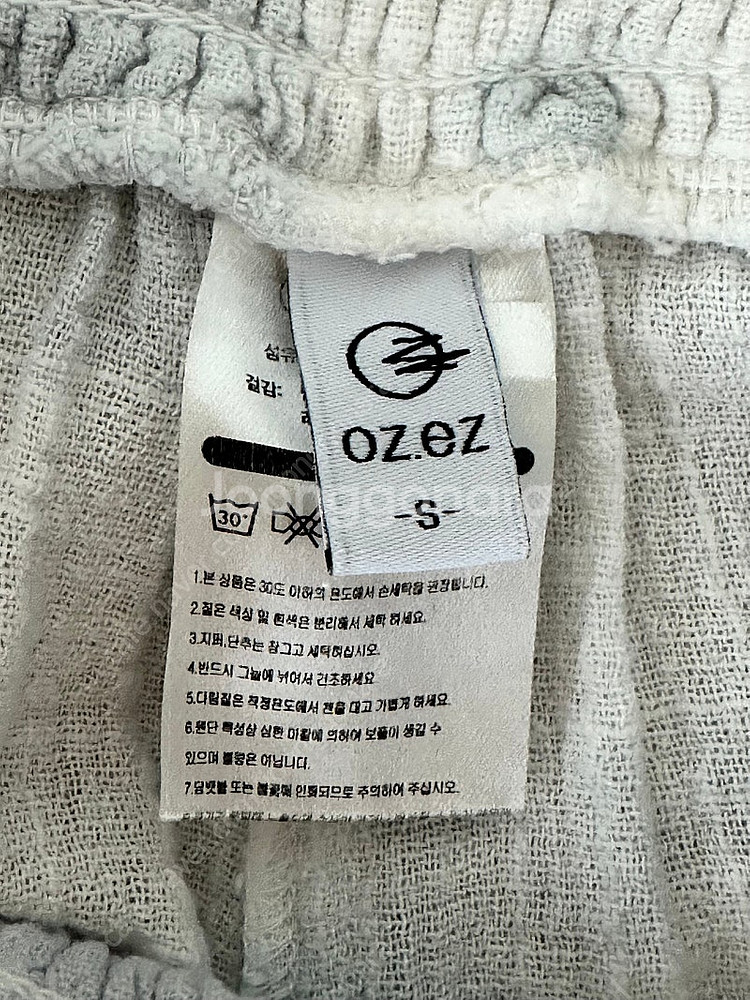 oz.ez
-S-
섬유
겉감:
30°
1.본 상품은 30도 이하의 온도에서 손세탁을 권장합니다.
2.짙은 색상 및 흰색은 분리해서 세탁 하세요.
3.지퍼,단추는 잠그고 세탁하십시오.
4.반드시 그늘에 뉘어서 건조하세요
5.다림질은 적정온도에서 천을 대고 가볍게 하세요.
6.원단 특성상 심한 마찰에 의하여 보풀이 생길 수
있으며 불량은 아닙니다.
7.담뱃불 또는 불꽃에 인화되므로 주의하여 주십시오.